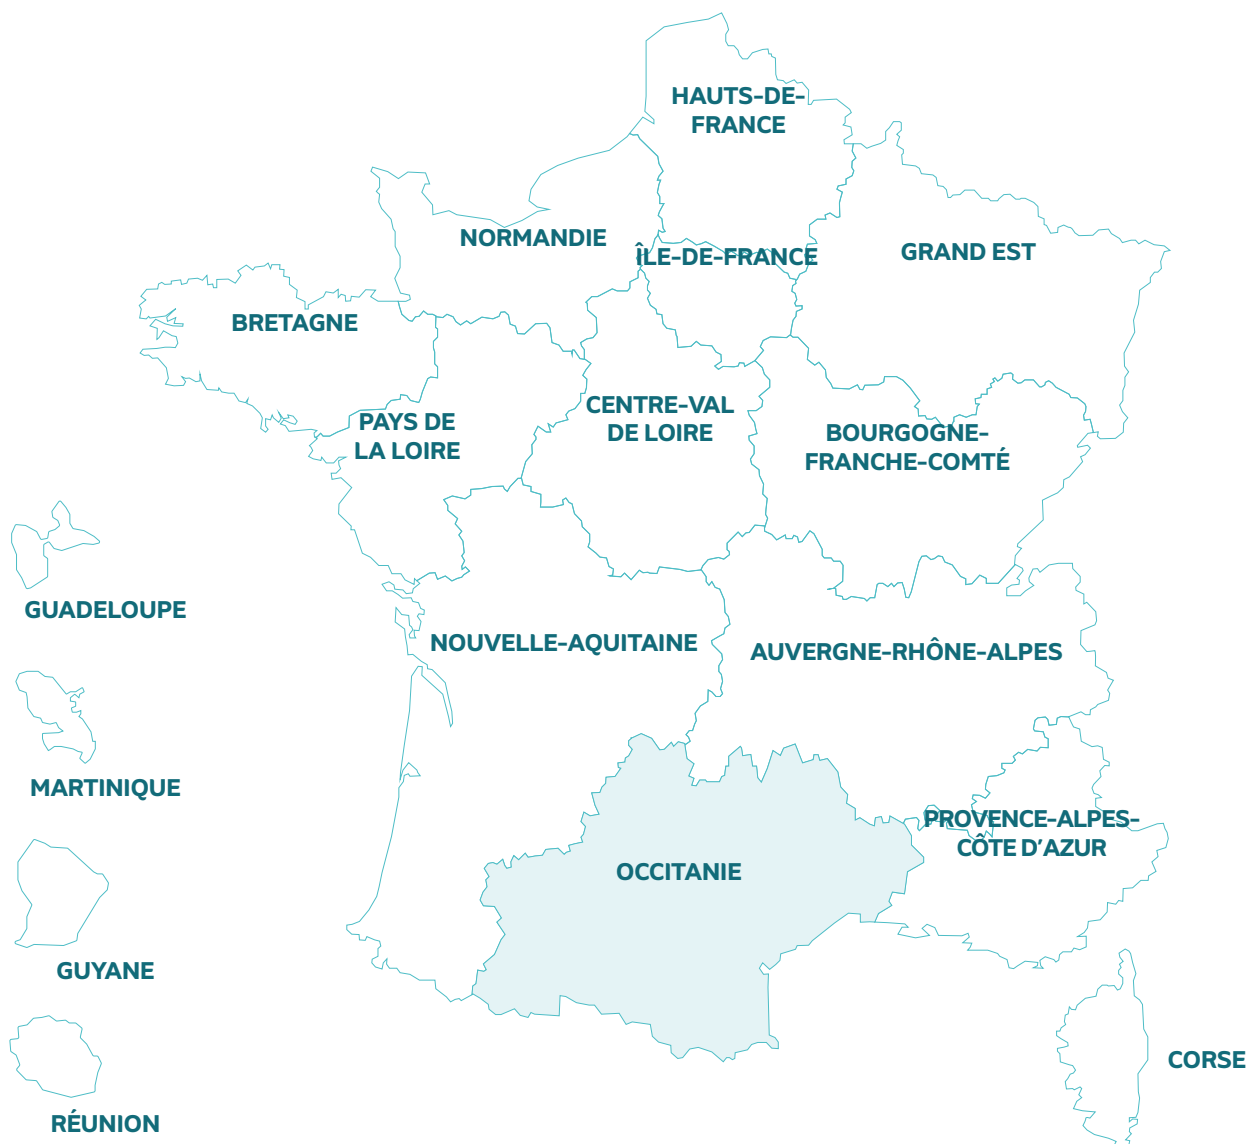 HAUTS-DE-
FRANCE
NORMANDIE
ÎLE-DE-FRANCE
GRAND EST
BRETAGNE
PAYS DE
LA LOIRE
CENTRE-VAL
DE LOIRE
BOURGOGNE-
FRANCHE-COMTÉ
GUADELOUPE
NOUVELLE-AQUITAINE
AUVERGNE-RHÔNE-ALPES
MARTINIQUE
PROVENCE-ALPES-
CÔTE D'AZUR
OCCITANIE
GUYANE
CORSE
RÉUNION